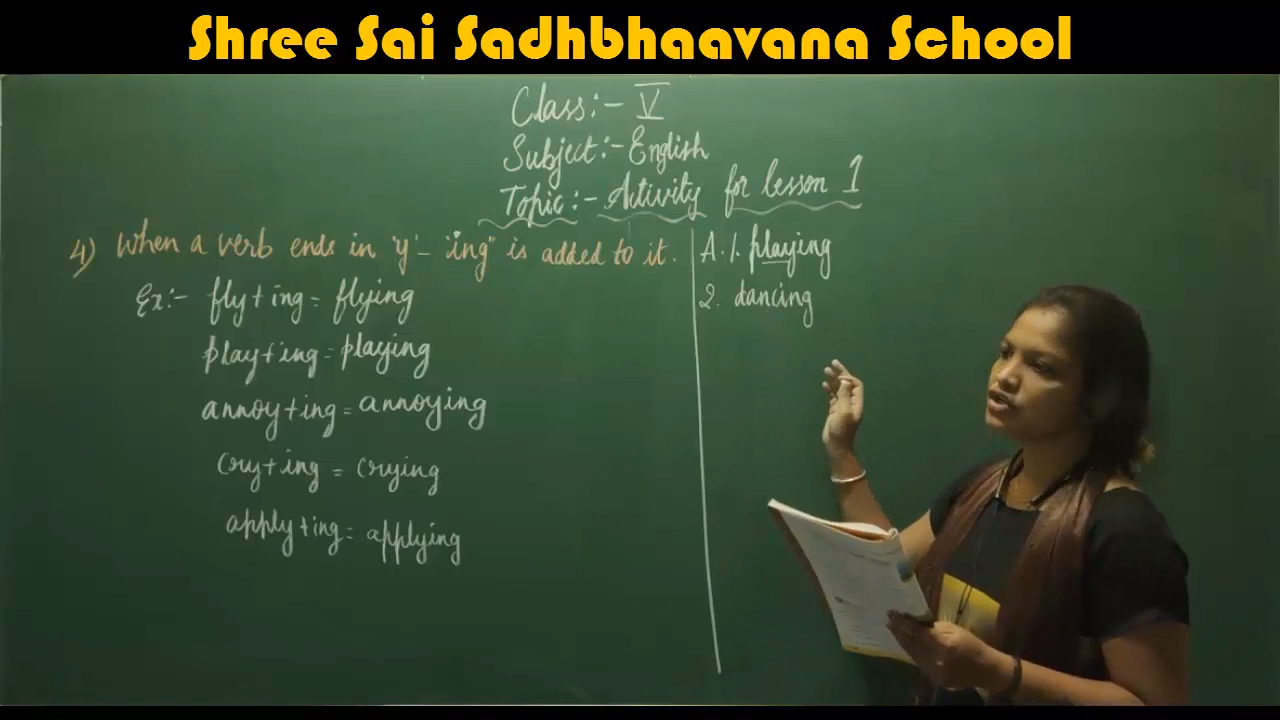 Shree Sai Sadhbhaavana School
Class:- V
Subject:- English
Topic:- Activity for lesson 1
4) When a verb ends in 'y' - 'ing' is added to it.
Ex:- fly + ing = flying
play + ing = playing
annoy + ing = annoying
cry + ing = crying
apply + ing = applying
A. 1. playing
2. dancing